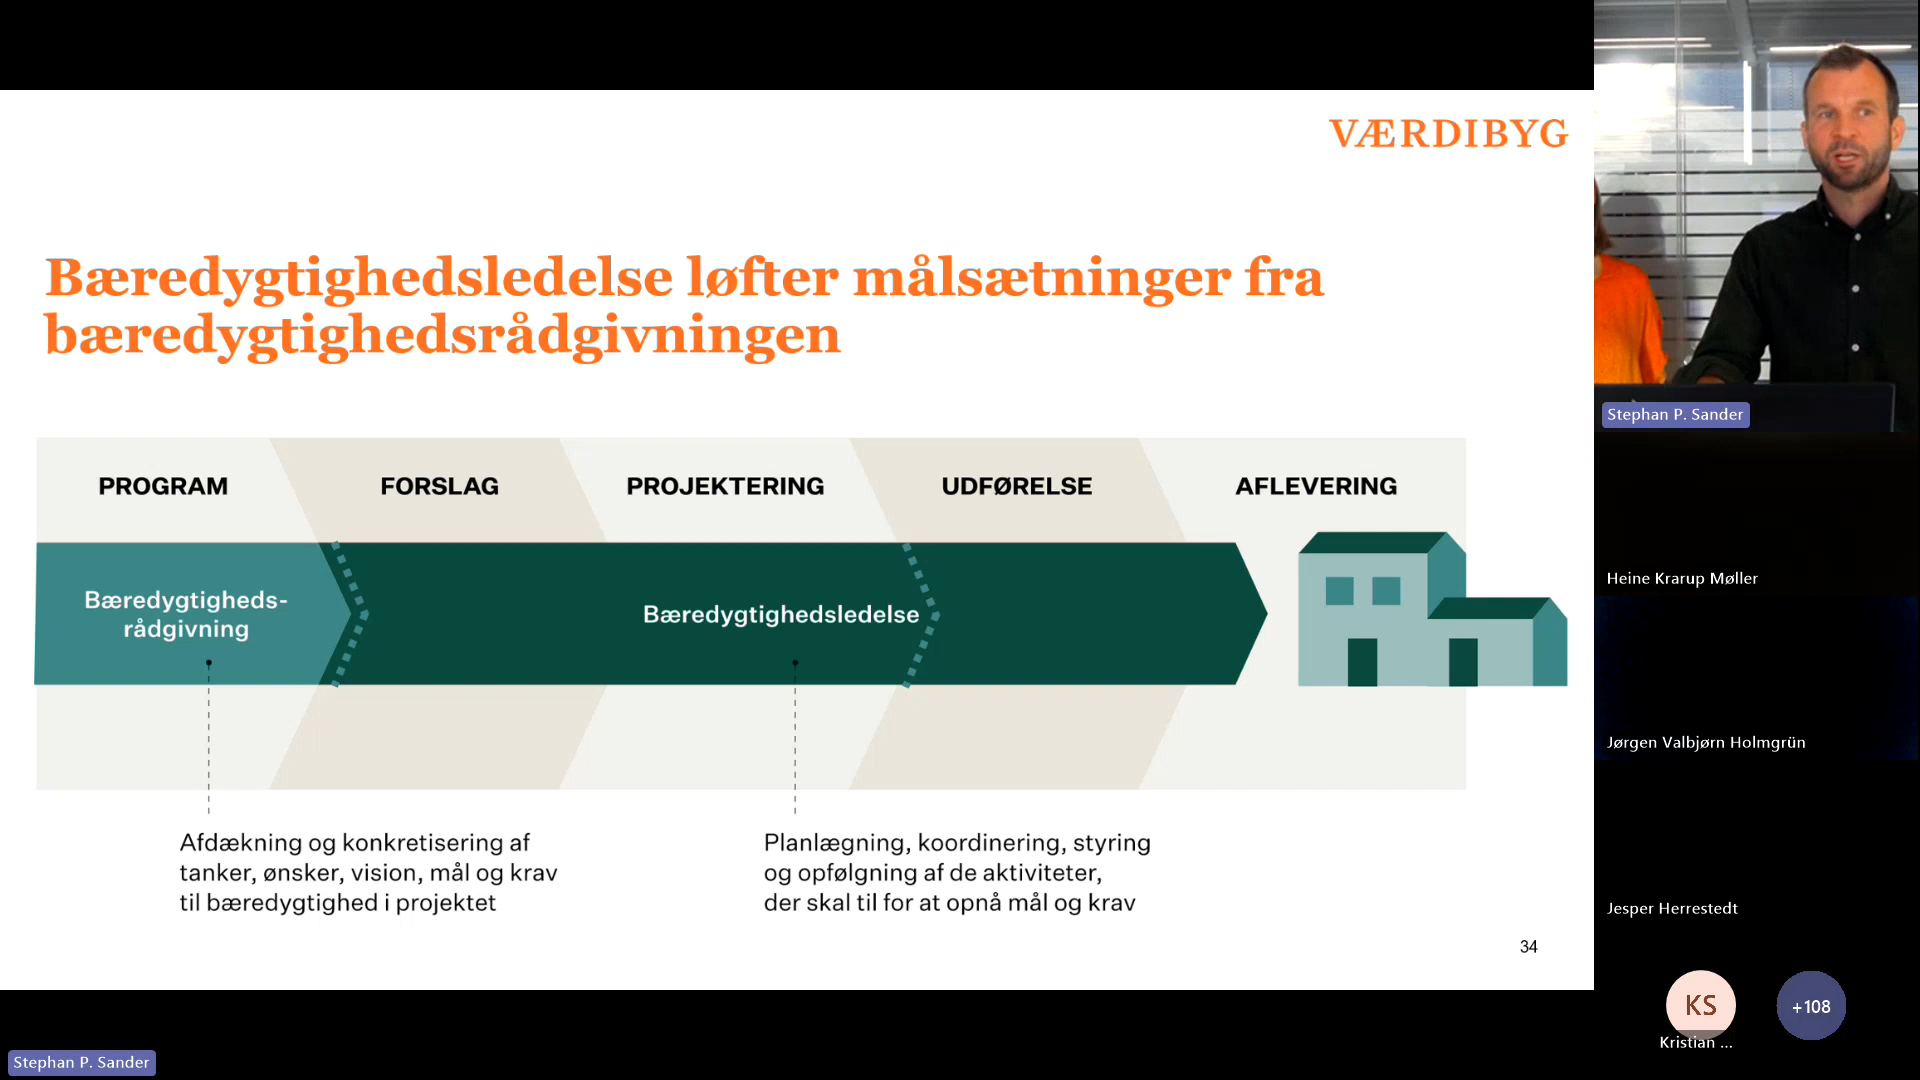 VÆRDIBYG
Bæredygtighedsledelse løfter målsætninger fra
bæredygtighedsrådgivningen
PROGRAM
FORSLAG
PROJEKTERING
UDFØRELSE
AFLEVERING
Bæredygtigheds-
rådgivning
Bæredygtighedsledelse
Afdækning og konkretisering af
tanker, ønsker, vision, mål og krav
til bæredygtighed i projektet
Planlægning, koordinering, styring
og opfølgning af de aktiviteter,
der skal til for at opnå mål og krav
34
Stephan P. Sander
Stephan P. Sander
Heine Krarup Møller
Jørgen Valbjørn Holmgrün
Jesper Herrestedt
KS
+108
Kristian ...